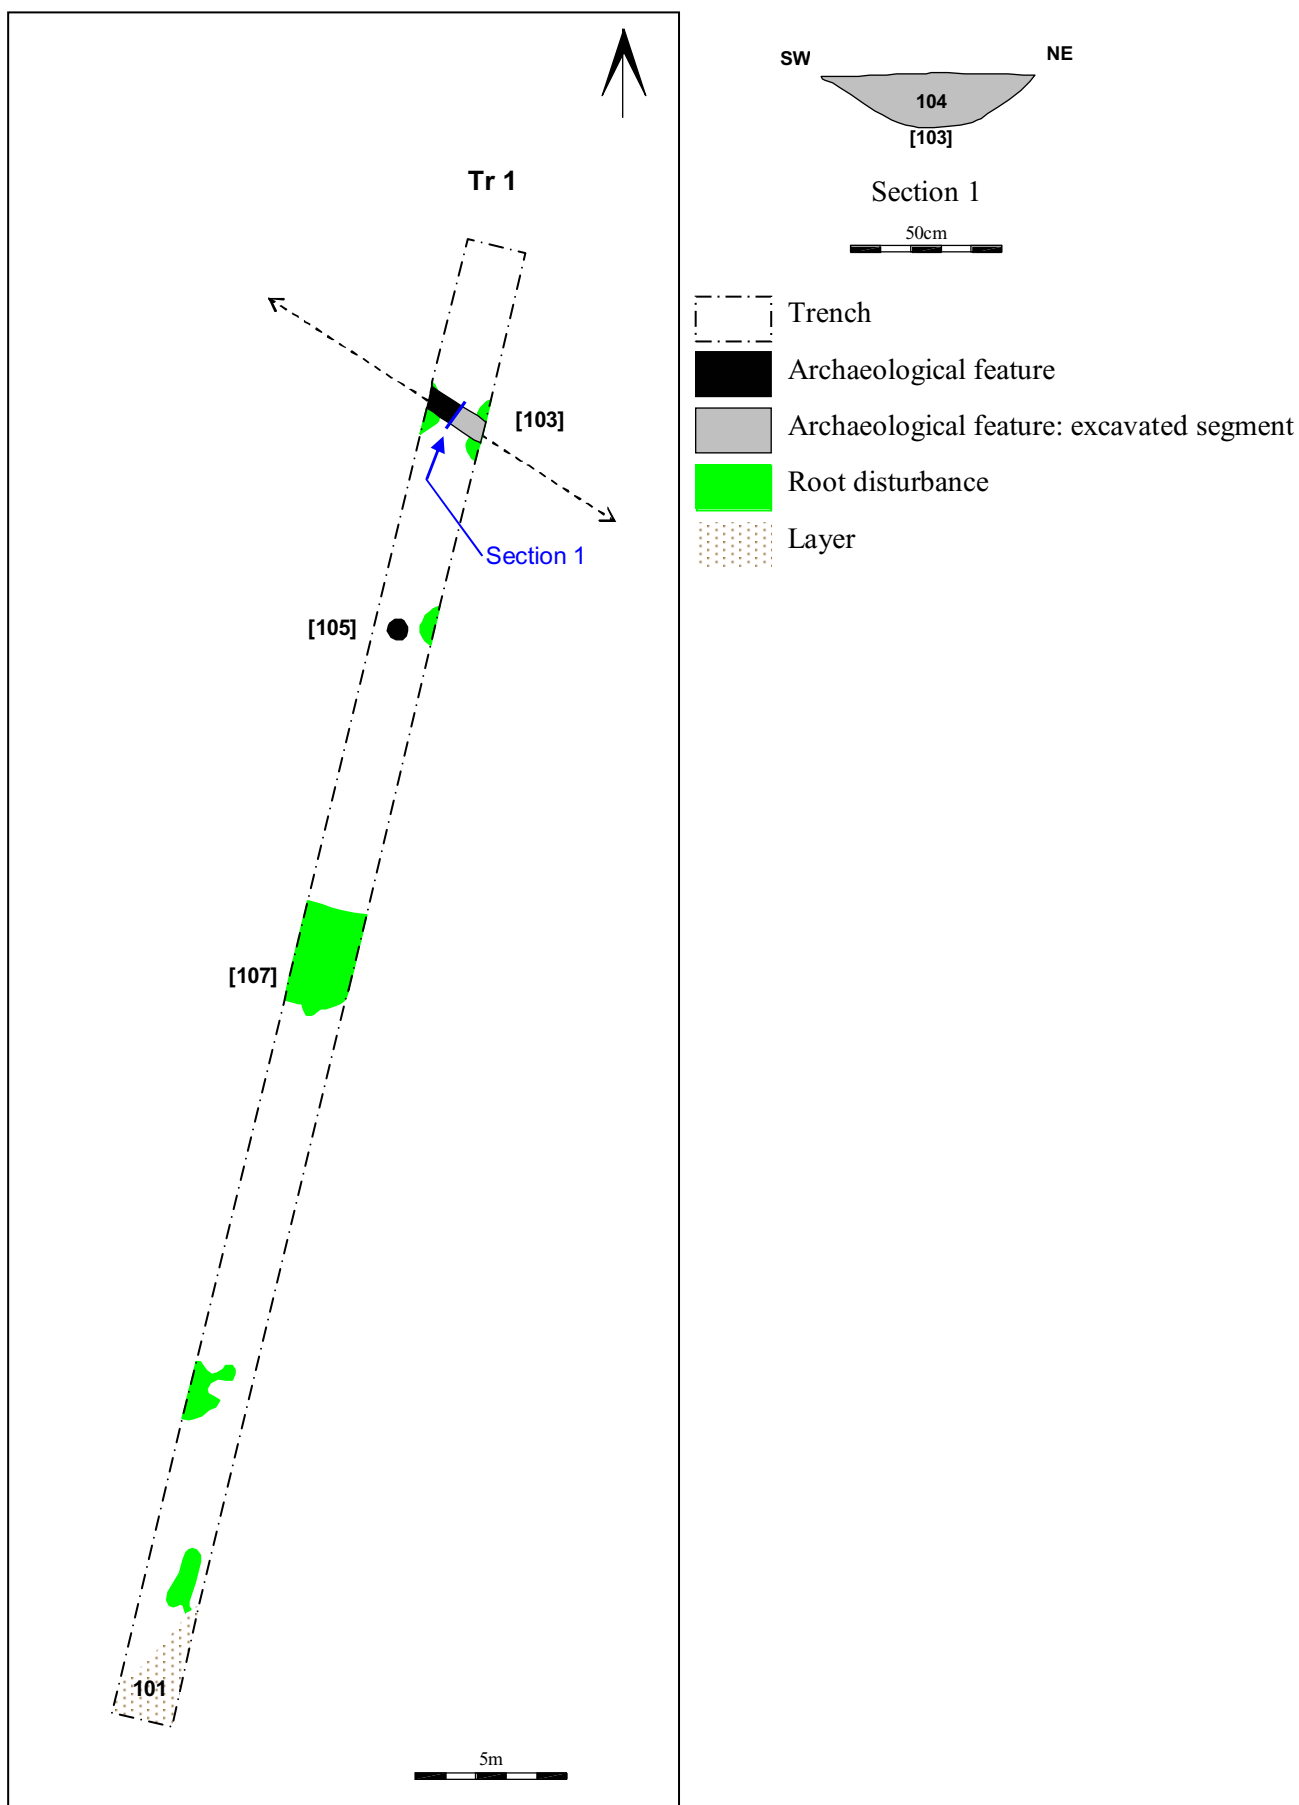 SW
NE
104
[103]
Section 1
50cm
Tr 1
Trench
Archaeological feature
Archaeological feature: excavated segment
Root disturbance
Layer
[103]
Section 1
[105]
[107]
101
5m